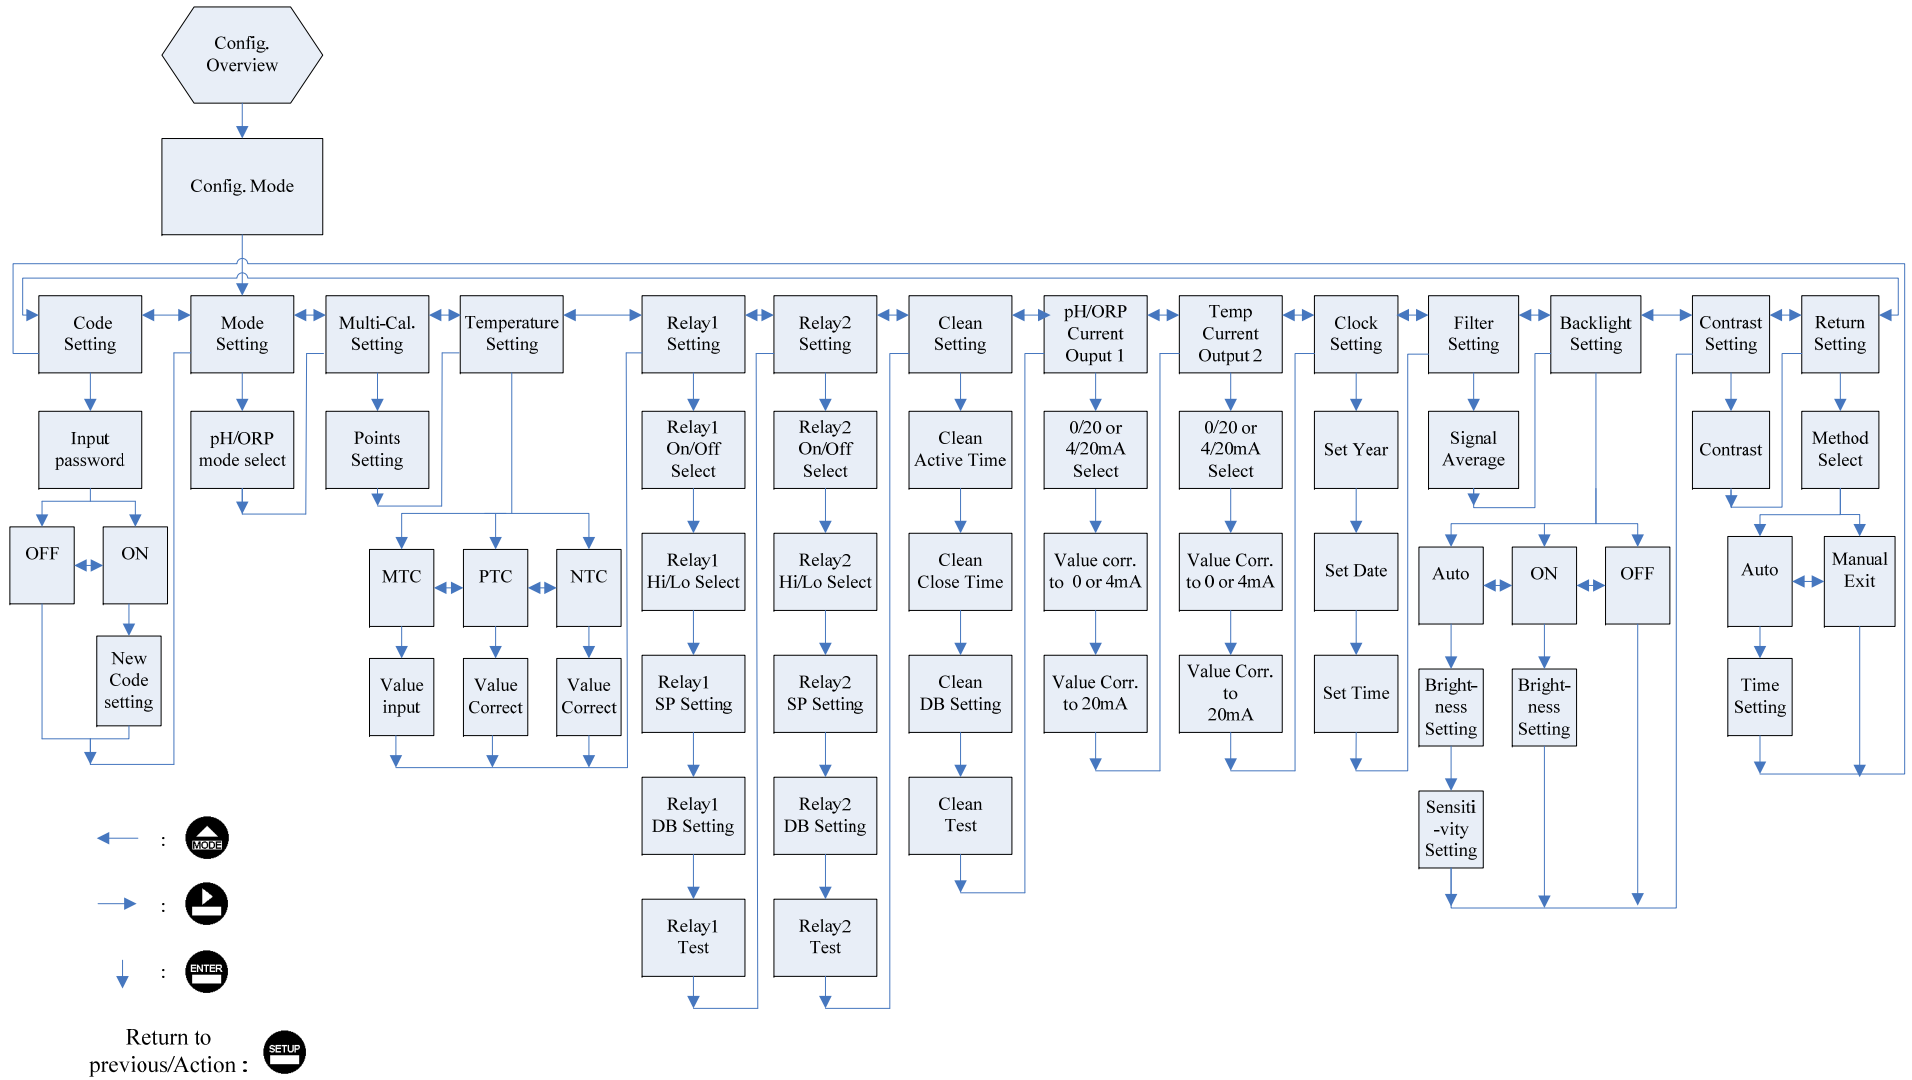 Config.
Overview
Config. Mode
Code
Setting
Mode
Setting
Multi-Cal.
Setting
Temperature
Setting
Relay1
Setting
Relay2
Setting
Clean
Setting
pH/ORP
Current
Ouput 1
Temp
Current
Output 2
Clock
Setting
Filter
Setting
Backlight
Setting
Contrast
Setting
Return
Setting
Input
password
OFF
ON
New
Code
setting
pH/ORP
mode select
Points
Setting
MTC
PTC
NTC
Value
input
Value
Correct
Value
Correct
Relay1
On/Off
Select
Relay1
Hi/Lo Select
Relay1
SP Setting
Relay1
DB Setting
Relay1
Test
Relay2
On/Off
Select
Relay2
Hi/Lo Select
Relay2
SP Setting
Relay2
DB Setting
Relay2
Test
Clean
Active Time
Clean
Close Time
Clean
DB Setting
Clean
Test
0/20 or
4/20mA
Select
Value corr.
to 0 or 4mA
Value Corr.
to 20mA
0/20 or
4/20mA
Select
Value Corr.
to 0 or 4mA
Value Corr.
to
20mA
Set Year
Set Date
Set Time
Signal
Average
Auto
ON
OFF
Bright-
ness
Setting
Bright-
ness
Setting
Sensiti
-vity
Setting
Contrast
Method
Select
Auto
Manual
Exit
Time
Setting
: MODE
:
: ENTER
Return to
previous/Action : SETUP